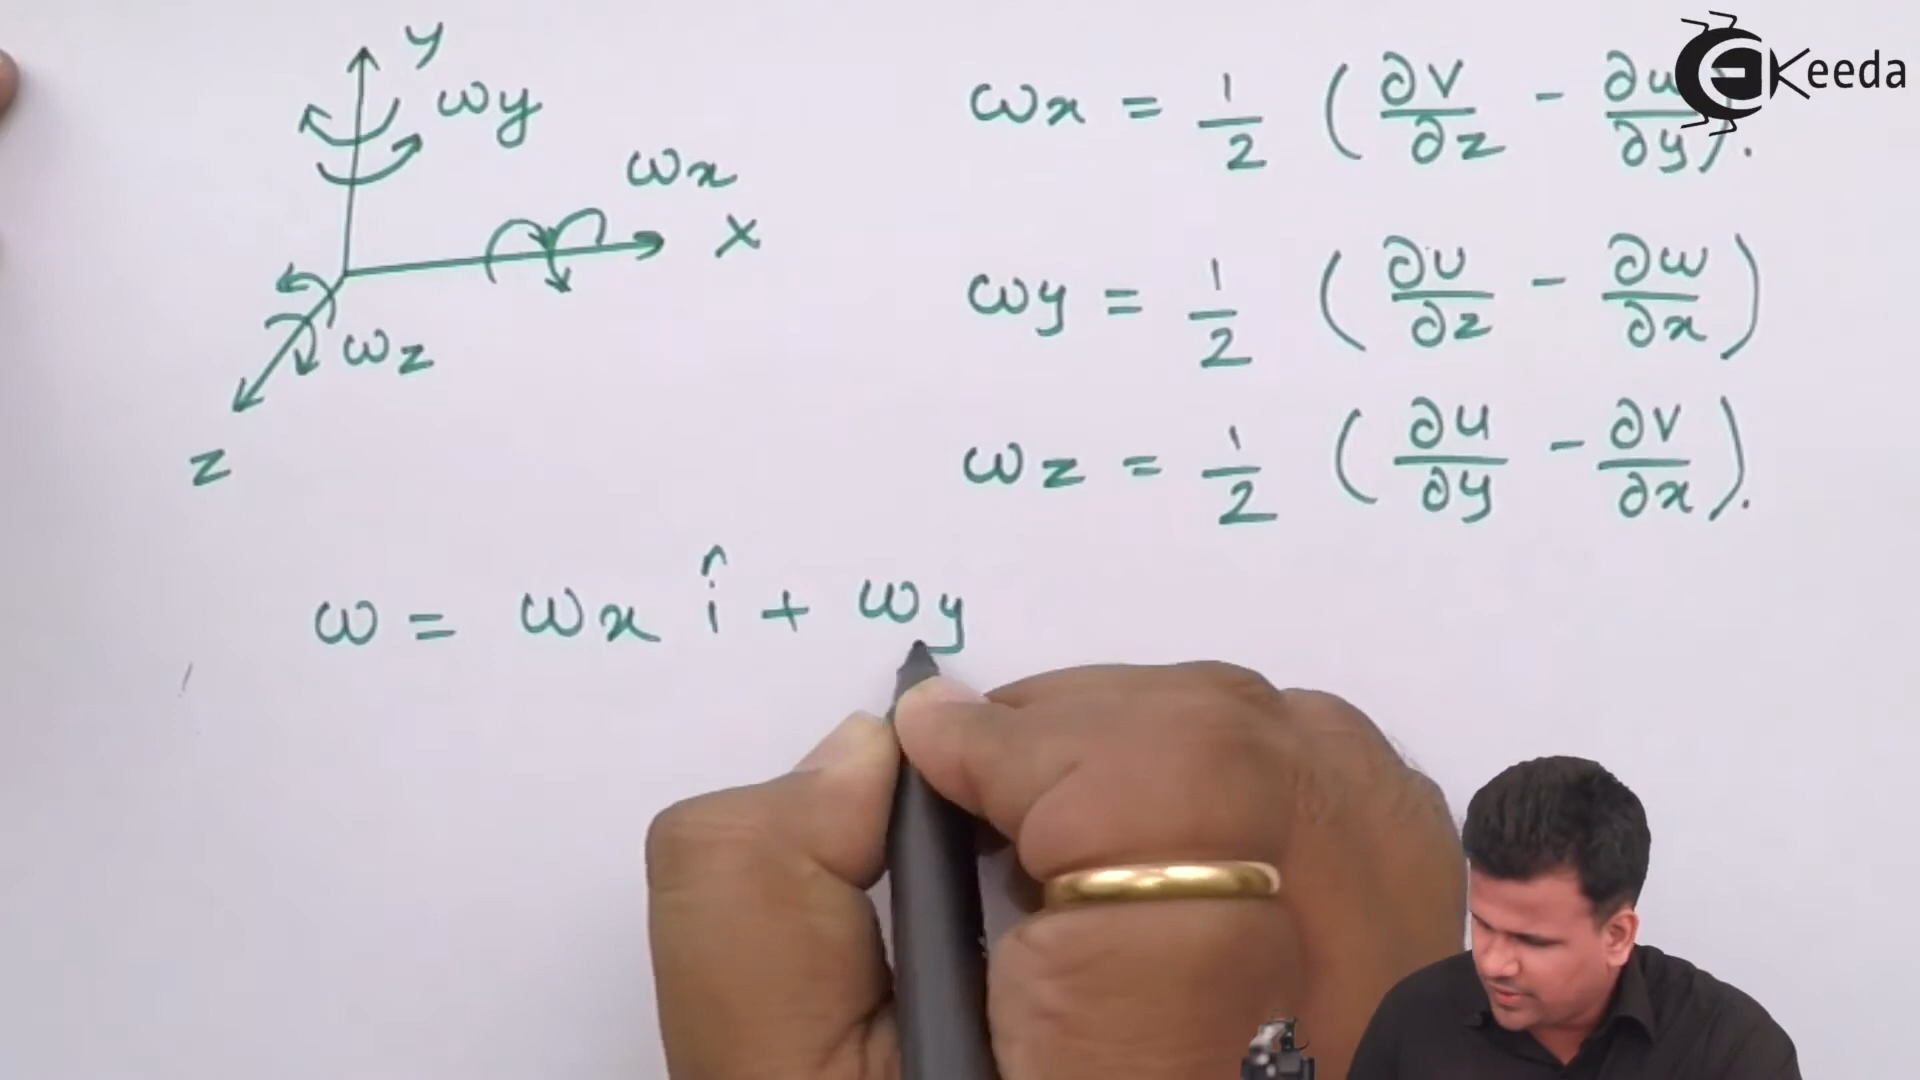 y
ωy
ωx
x
ωz
z
ωx = 1/2 (∂v/∂z - ∂w/∂y).
ωy = 1/2 (∂u/∂z - ∂w/∂x)
ωz = 1/2 (∂u/∂y - ∂v/∂x).
ω = ωx î + ωy
Keeda